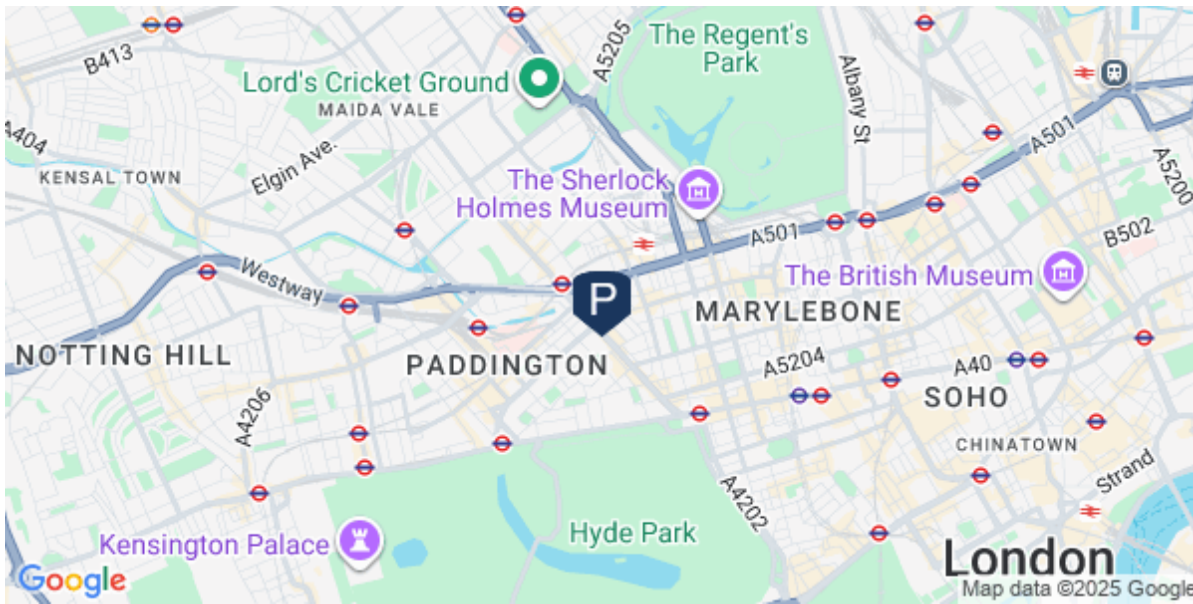 B413
A5205
The Regent's
Park
Lord's Cricket Ground
MAIDA VALE
Albany St
A501
A404
Elgin Ave.
KENSAL TOWN
A5200
The Sherlock
Holmes Museum
A501
B502
Westway
The British Museum
P
MARYLEBONE
NOTTING HILL
PADDINGTON
A5204
A40
SOHO
A4206
CHINATOWN
Strand
A4202
Kensington Palace
Hyde Park
London
Google
Map data ©2025 Google